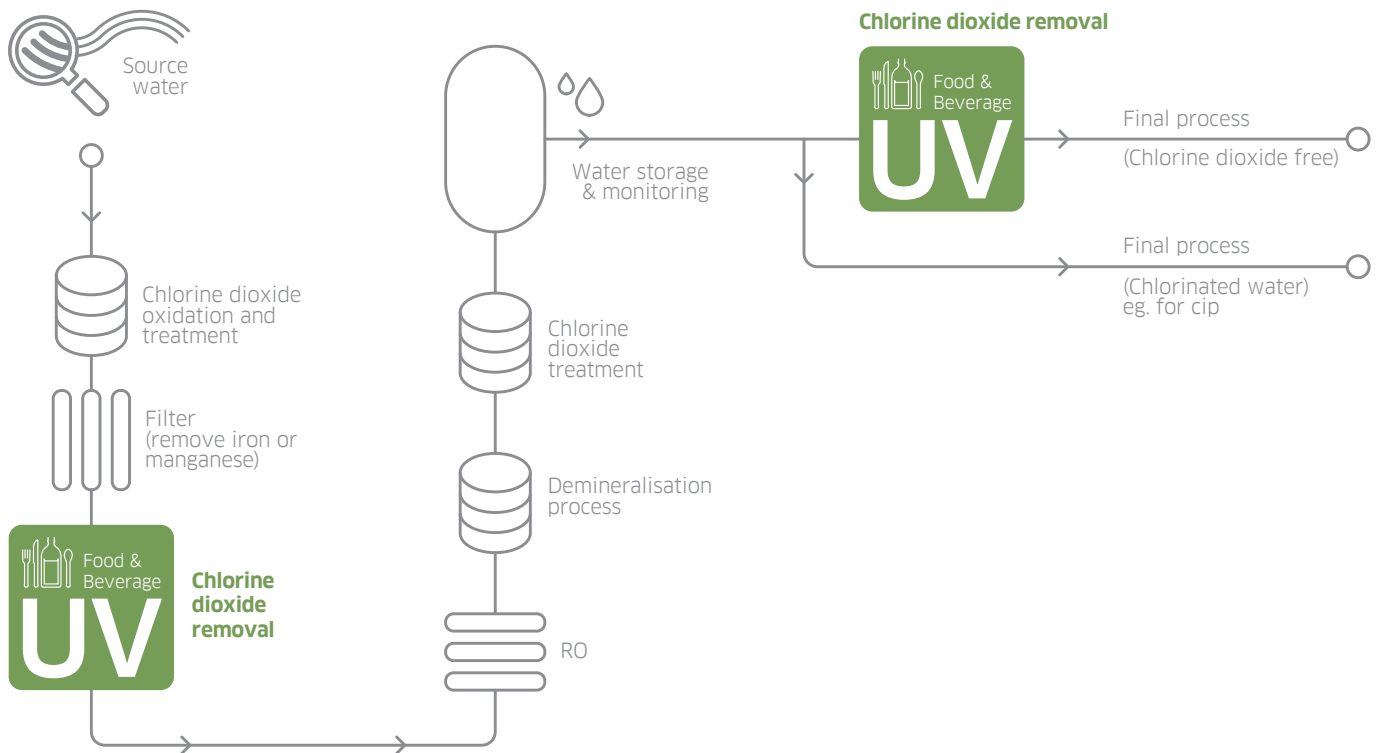 Source
water
Chlorine dioxide
oxidation and
treatment
Filter
(remove iron or
manganese)
Food &
Beverage
UV
Chlorine
dioxide
removal
RO
Demineralisation
process
Chlorine
dioxide
treatment
Water storage
& monitoring
Chlorine dioxide removal
Food &
Beverage
UV
Final process
(Chlorine dioxide free)
Final process
(Chlorinated water)
eg. for cip